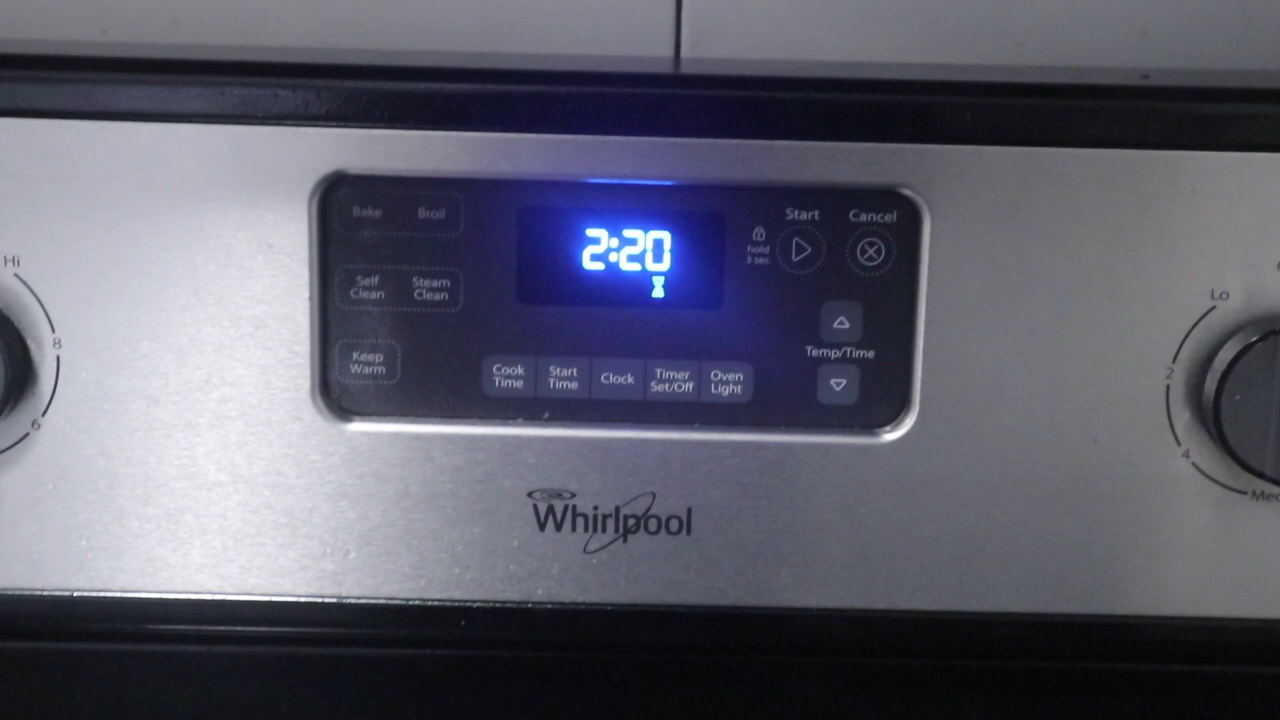 Bake Broil
2:20
Start Cancel
hold
3 sec
Hi
Self Clean
Steam Clean
8
Lo
Keep Warm
Cook Time
Start Time
Clock
Timer Set/Off
Oven Light
Temp/Time
2
6
4
Med
Whirlpool